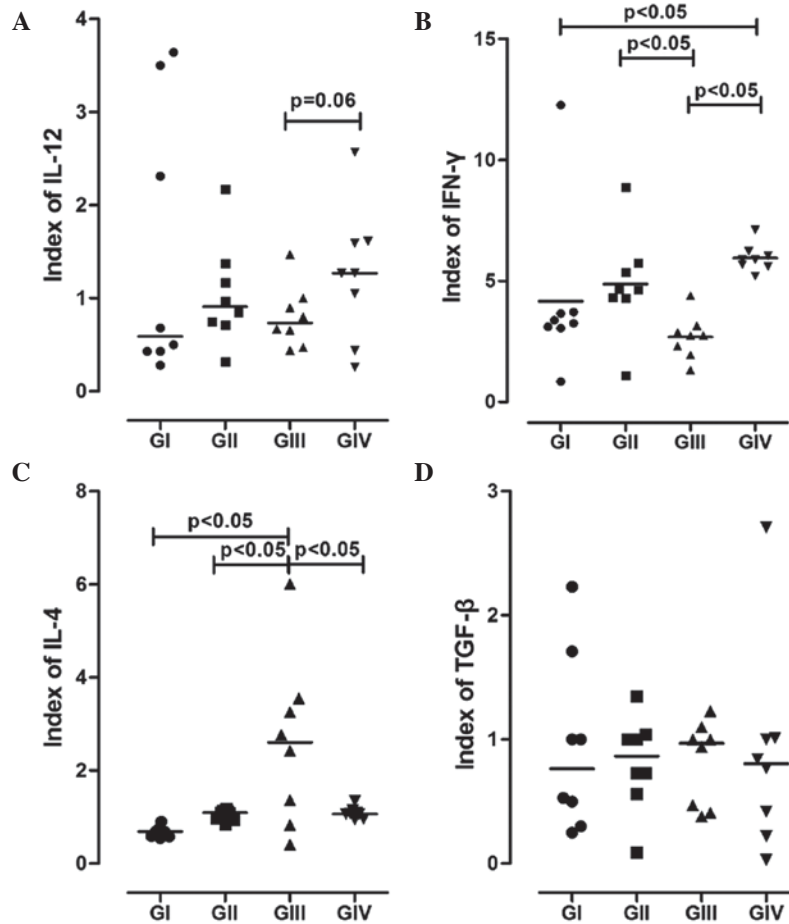 A
Index of IL-12
4
3
2
1
0
p=0.06
GI GII GIII GIV
B
Index of IFN-γ
15
10
5
0
p<0.05
p<0.05
p<0.05
GI GII GIII GIV
C
Index of IL-4
8
6
4
2
0
p<0.05
p<0.05 p<0.05
GI GII GIII GIV
D
Index of TGF-β
3
2
1
0
GI GII GIII GIV